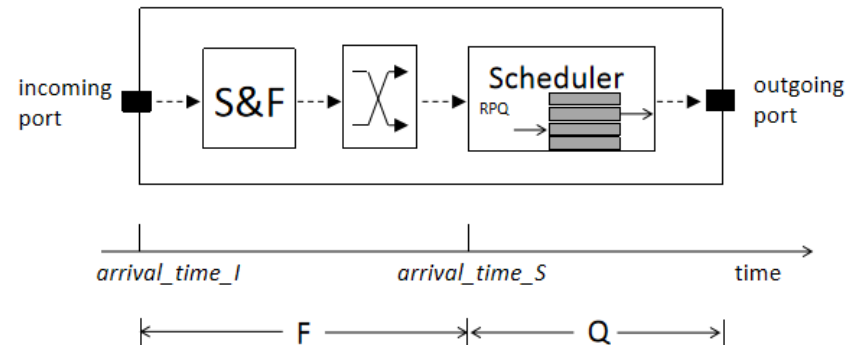 incoming
port
S&F
Scheduler
RPQ
outgoing
port
arrival_time_I
arrival_time_S
time
F
Q